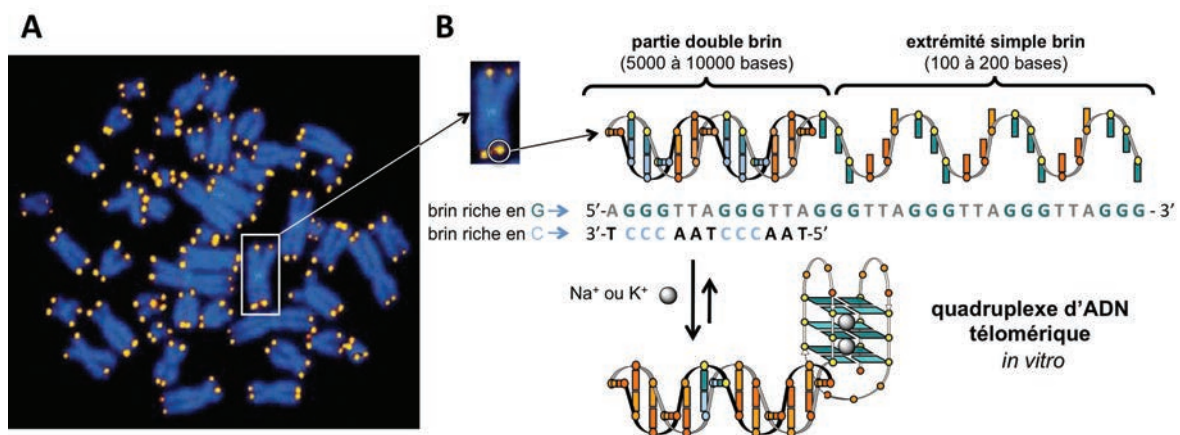 A
B
partie double brin
(5000 à 10000 bases)
extrémité simple brin
(100 à 200 bases)
brin riche en G 5′-AGGGTTAGGGTTAGGGTTAGGGTTAGGG-3′
brin riche en C 3′-TCCCAATCCCAAT-5′
Na⁺ ou K⁺
quadruplexe d’ADN
télomérique
in vitro